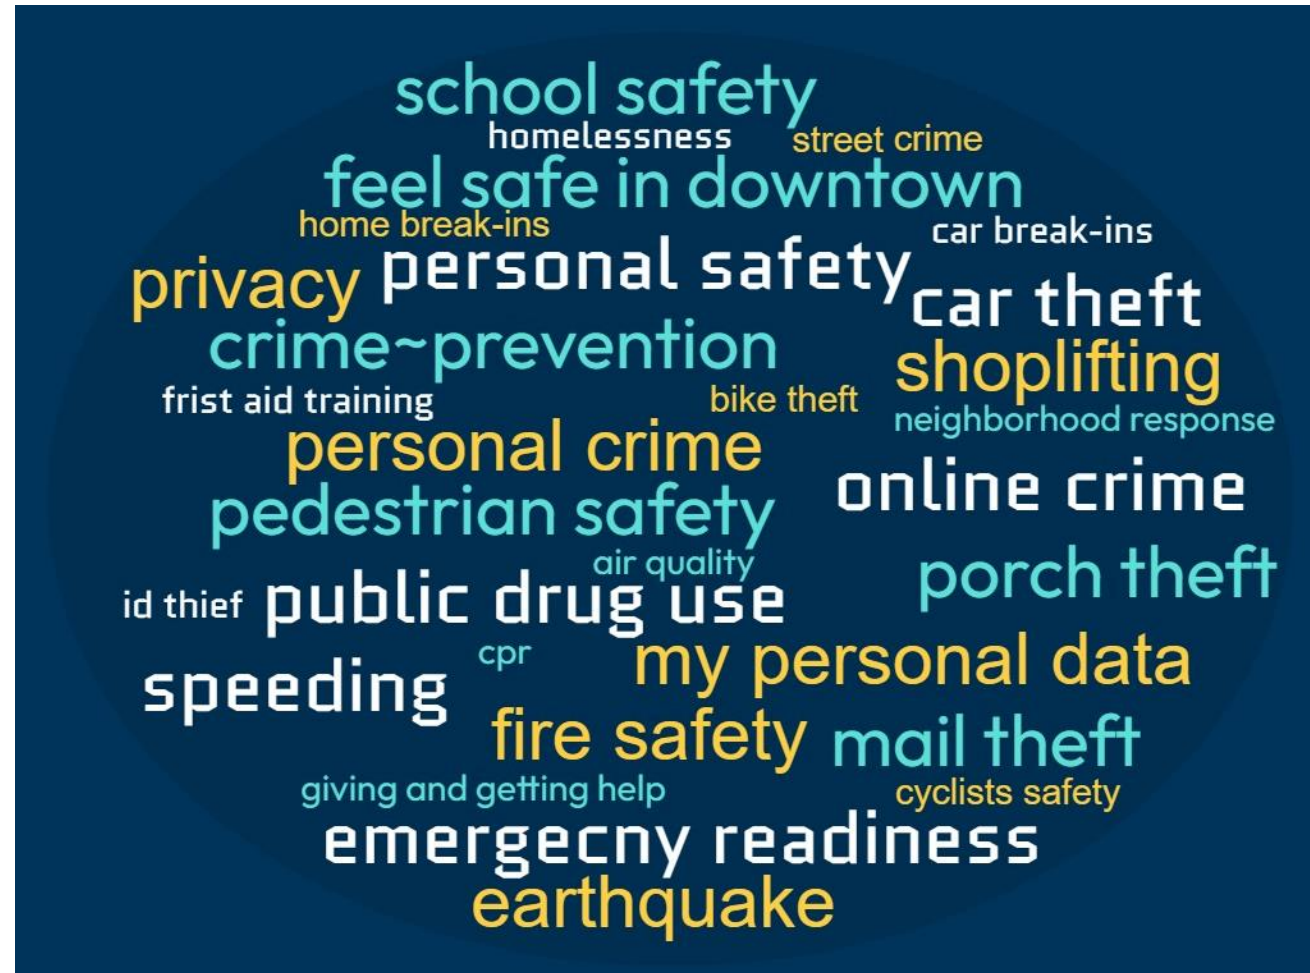 school safety
homelessness
street crime
feel safe in downtown
home break-ins
car break-ins
privacy
personal safety
car theft
crime~prevention
shoplifting
frist aid training
bike theft
neighborhood response
personal crime
online crime
pedestrian safety
air quality
porch theft
id thief
public drug use
cpr
my personal data
speeding
fire safety
mail theft
giving and getting help
cyclists safety
emergecny readiness
earthquake